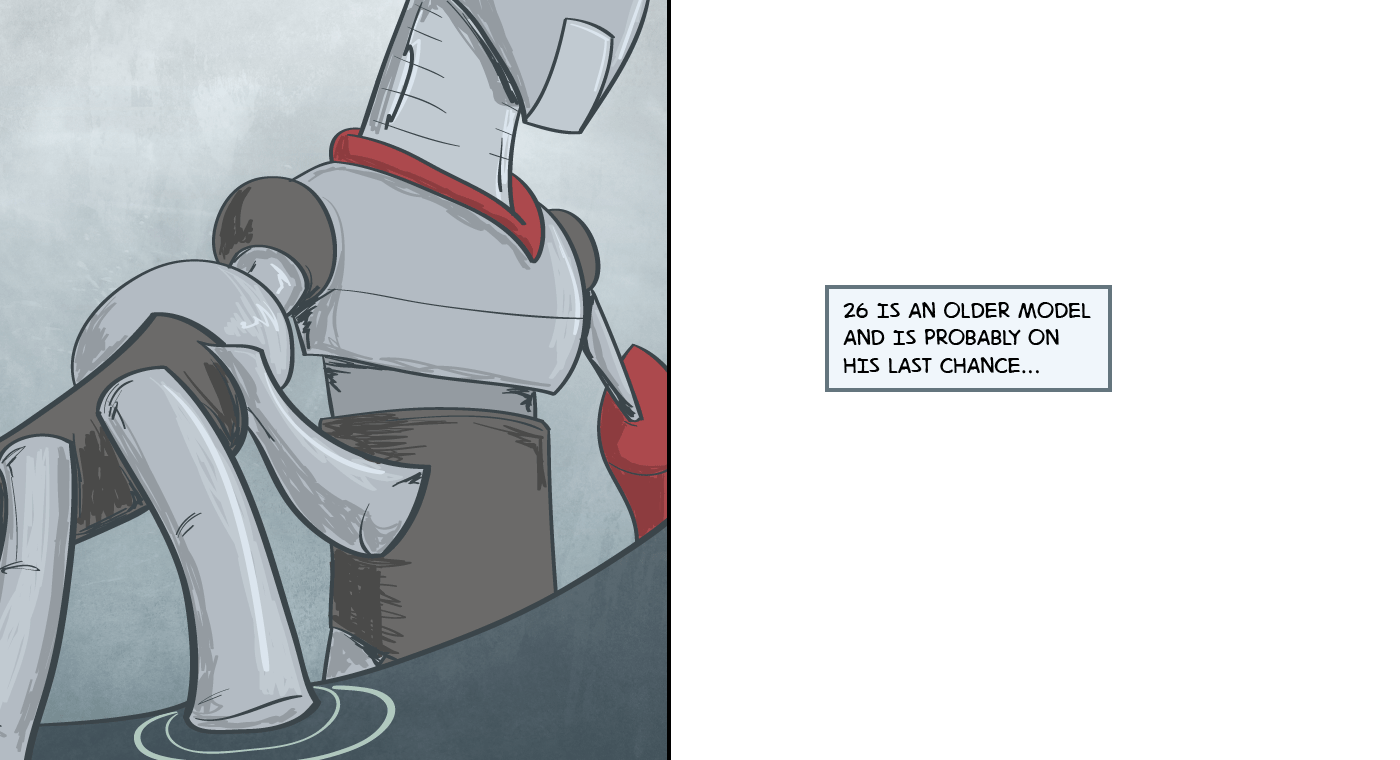 26 IS AN OLDER MODEL
AND IS PROBABLY ON
HIS LAST CHANCE...